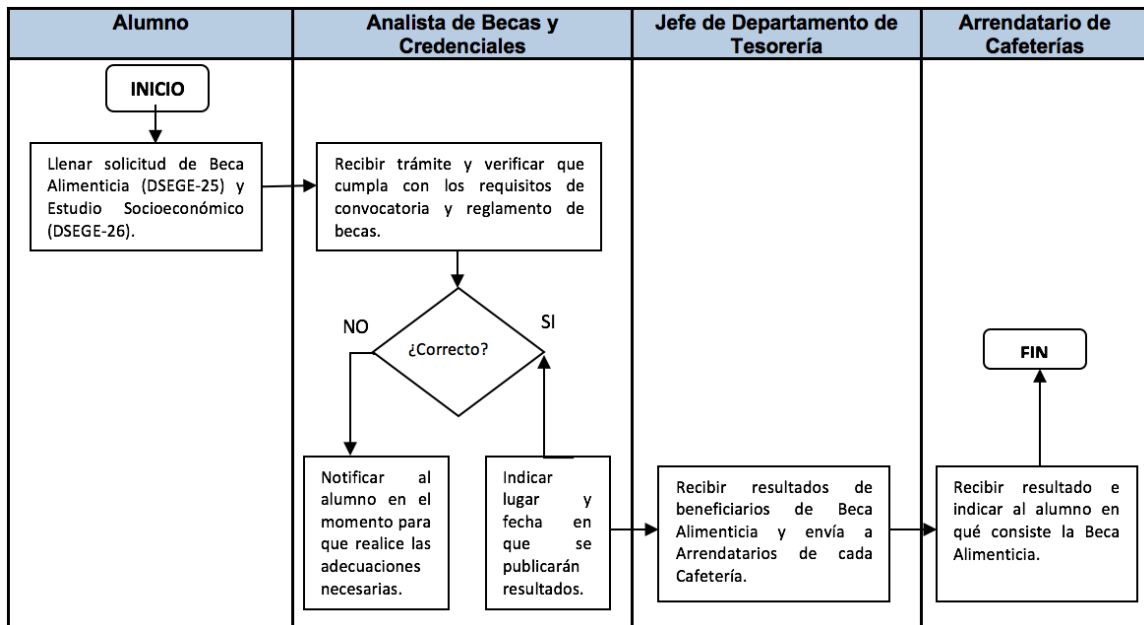 Alumno
Analista de Becas y
Credenciales
Jefe de Departamento de
Tesorería
Arrendatario de
Cafeterías
INICIO
Llenar solicitud de Beca
Alimenticia (DSEGE-25) y
Estudio Socioeconómico
(DSEGE-26).
Recibir trámite y verificar que
cumpla con los requisitos de
convocatoria y reglamento de
becas.
¿Correcto?
NO
SI
Notificar al
alumno en el
momento para
que realice las
adecuaciones
necesarias.
Indicar
lugar y
fecha en
que se
publicarán
resultados.
Recibir resultados de
beneficiarios de Beca
Alimenticia y envía a
Arrendatarios de cada
Cafetería.
Recibir resultado e
indicar al alumno en
qué consiste la Beca
Alimenticia.
FIN